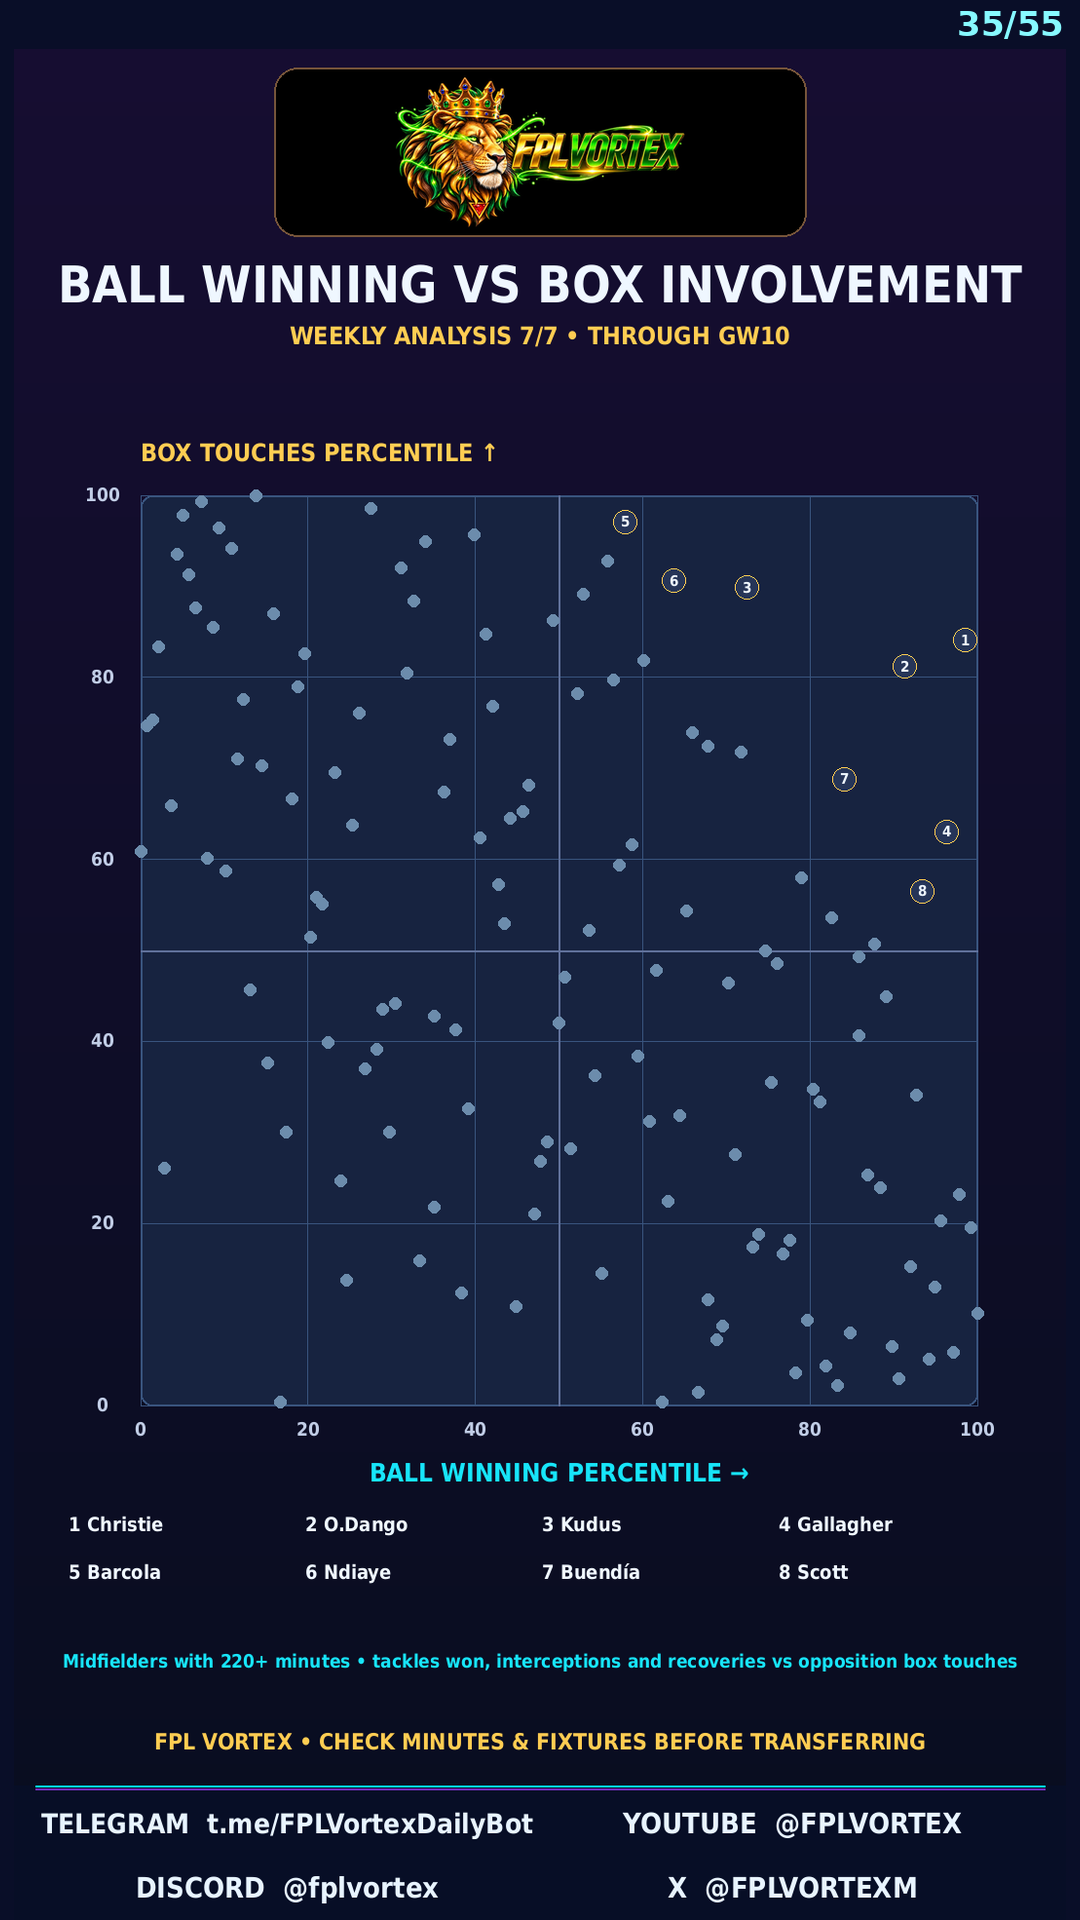 35/55
FPLVORTEX
BALL WINNING VS BOX INVOLVEMENT
WEEKLY ANALYSIS 7/7 • THROUGH GW10
BOX TOUCHES PERCENTILE ↑
100
80
60
40
20
0
5
6
3
1
2
7
4
8
0 20 40 60 80 100
BALL WINNING PERCENTILE →
1 Christie 2 O.Dango 3 Kudus 4 Gallagher
5 Barcola 6 Ndiaye 7 Buendía 8 Scott
Midfielders with 220+ minutes • tackles won, interceptions and recoveries vs opposition box touches
FPL VORTEX • CHECK MINUTES & FIXTURES BEFORE TRANSFERRING
TELEGRAM t.me/FPLVortexDailyBot YOUTUBE @FPLVORTEX
DISCORD @fplvortex X @FPLVORTEXM